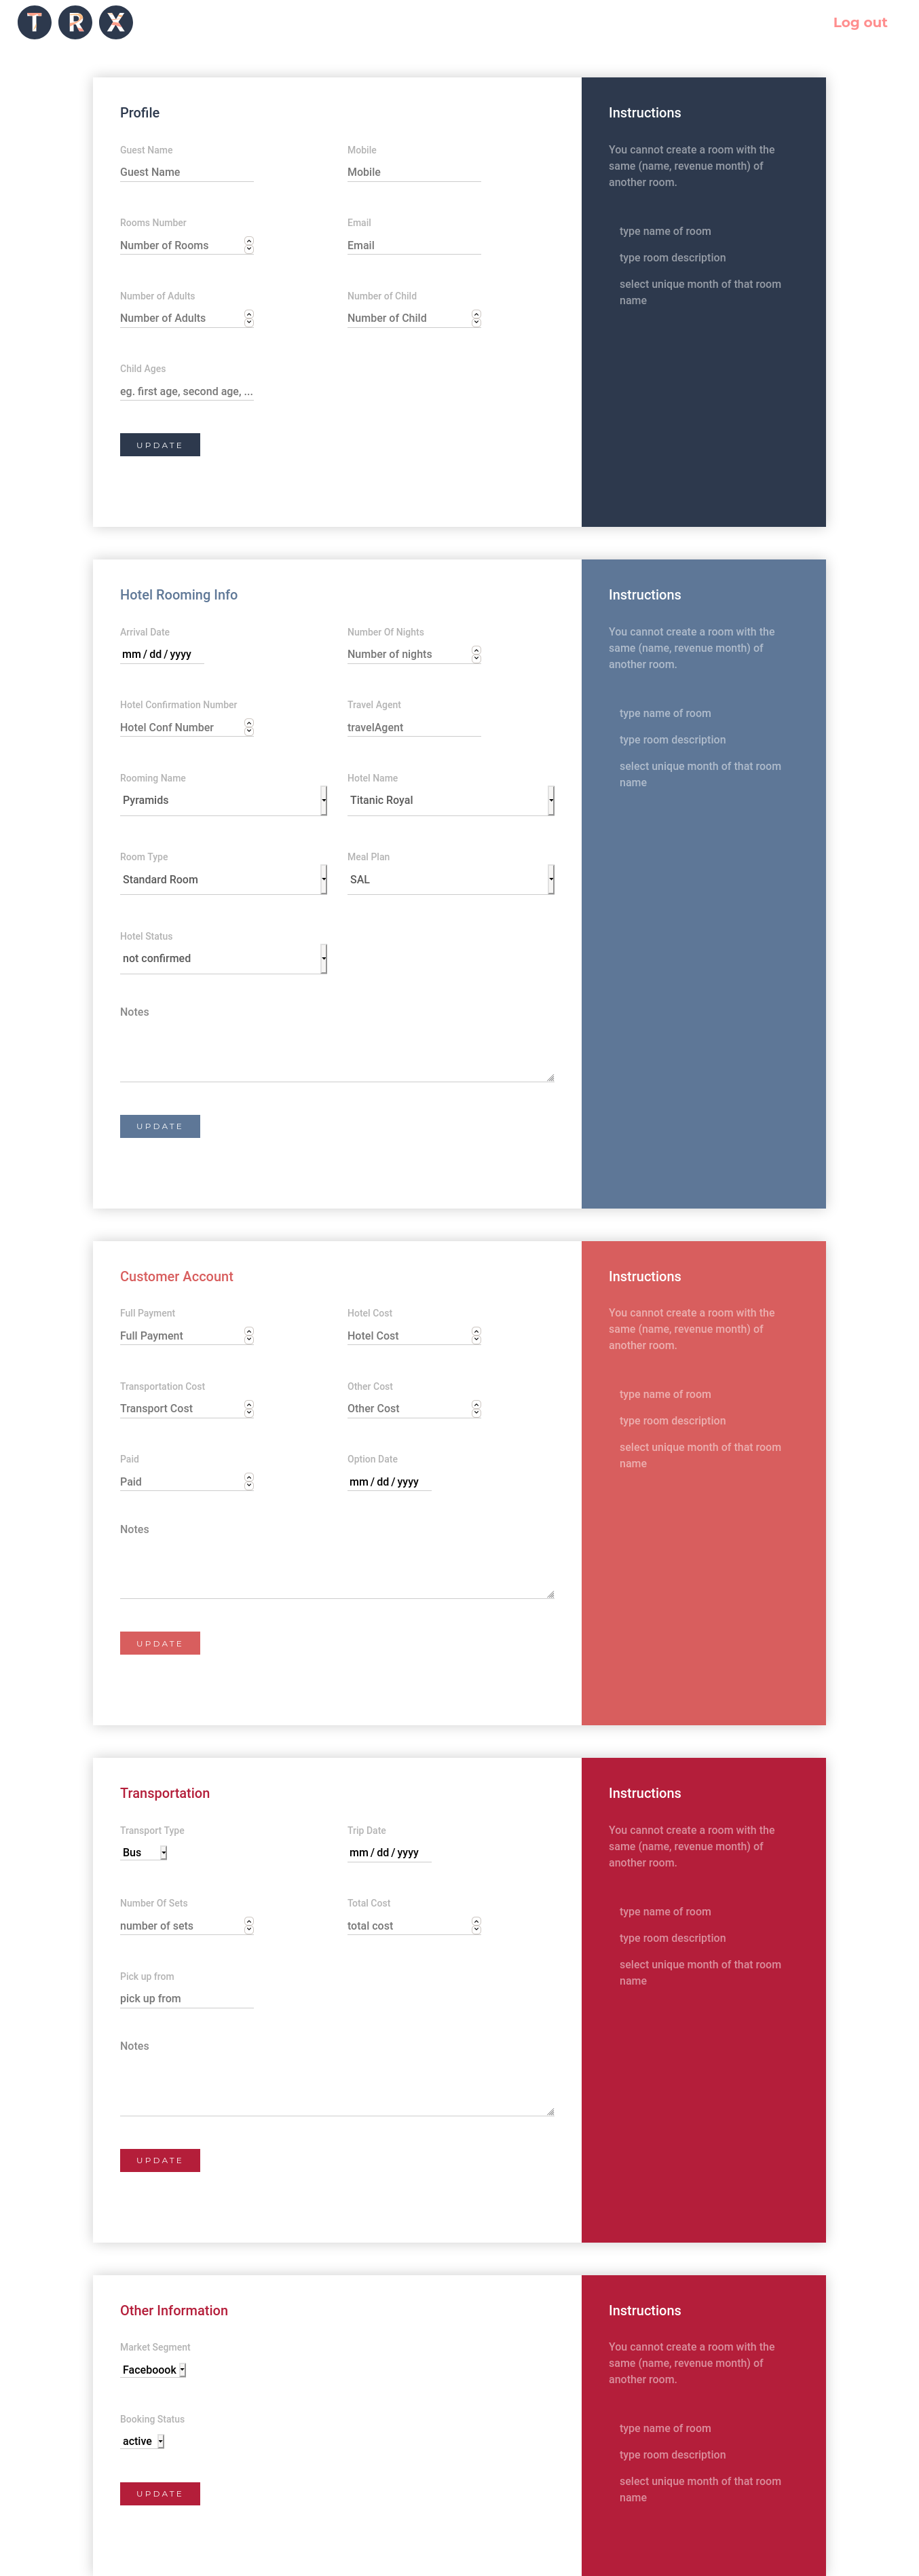 TRX
Log out
Profile
Guest Name
Guest Name
Mobile
Mobile
Rooms Number
Number of Rooms
Email
Email
Number of Adults
Number of Adults
Number of Child
Number of Child
Child Ages
eg. first age, second age, ...
UPDATE
Instructions
You cannot create a room with the
same (name, revenue month) of
another room.
type name of room
type room description
select unique month of that room
name
Hotel Rooming Info
Arrival Date
mm / dd / yyyy
Number Of Nights
Number of nights
Hotel Confirmation Number
Hotel Conf Number
Travel Agent
travelAgent
Rooming Name
Pyramids
Hotel Name
Titanic Royal
Room Type
Standard Room
Meal Plan
SAL
Hotel Status
not confirmed
Notes
UPDATE
Instructions
You cannot create a room with the
same (name, revenue month) of
another room.
type name of room
type room description
select unique month of that room
name
Customer Account
Full Payment
Full Payment
Hotel Cost
Hotel Cost
Transportation Cost
Transport Cost
Other Cost
Other Cost
Paid
Paid
Option Date
mm / dd / yyyy
Notes
UPDATE
Instructions
You cannot create a room with the
same (name, revenue month) of
another room.
type name of room
type room description
select unique month of that room
name
Transportation
Transport Type
Bus
Trip Date
mm / dd / yyyy
Number Of Sets
number of sets
Total Cost
total cost
Pick up from
pick up from
Notes
UPDATE
Instructions
You cannot create a room with the
same (name, revenue month) of
another room.
type name of room
type room description
select unique month of that room
name
Other Information
Market Segment
Faceboook
Booking Status
active
UPDATE
Instructions
You cannot create a room with the
same (name, revenue month) of
another room.
type name of room
type room description
select unique month of that room
name